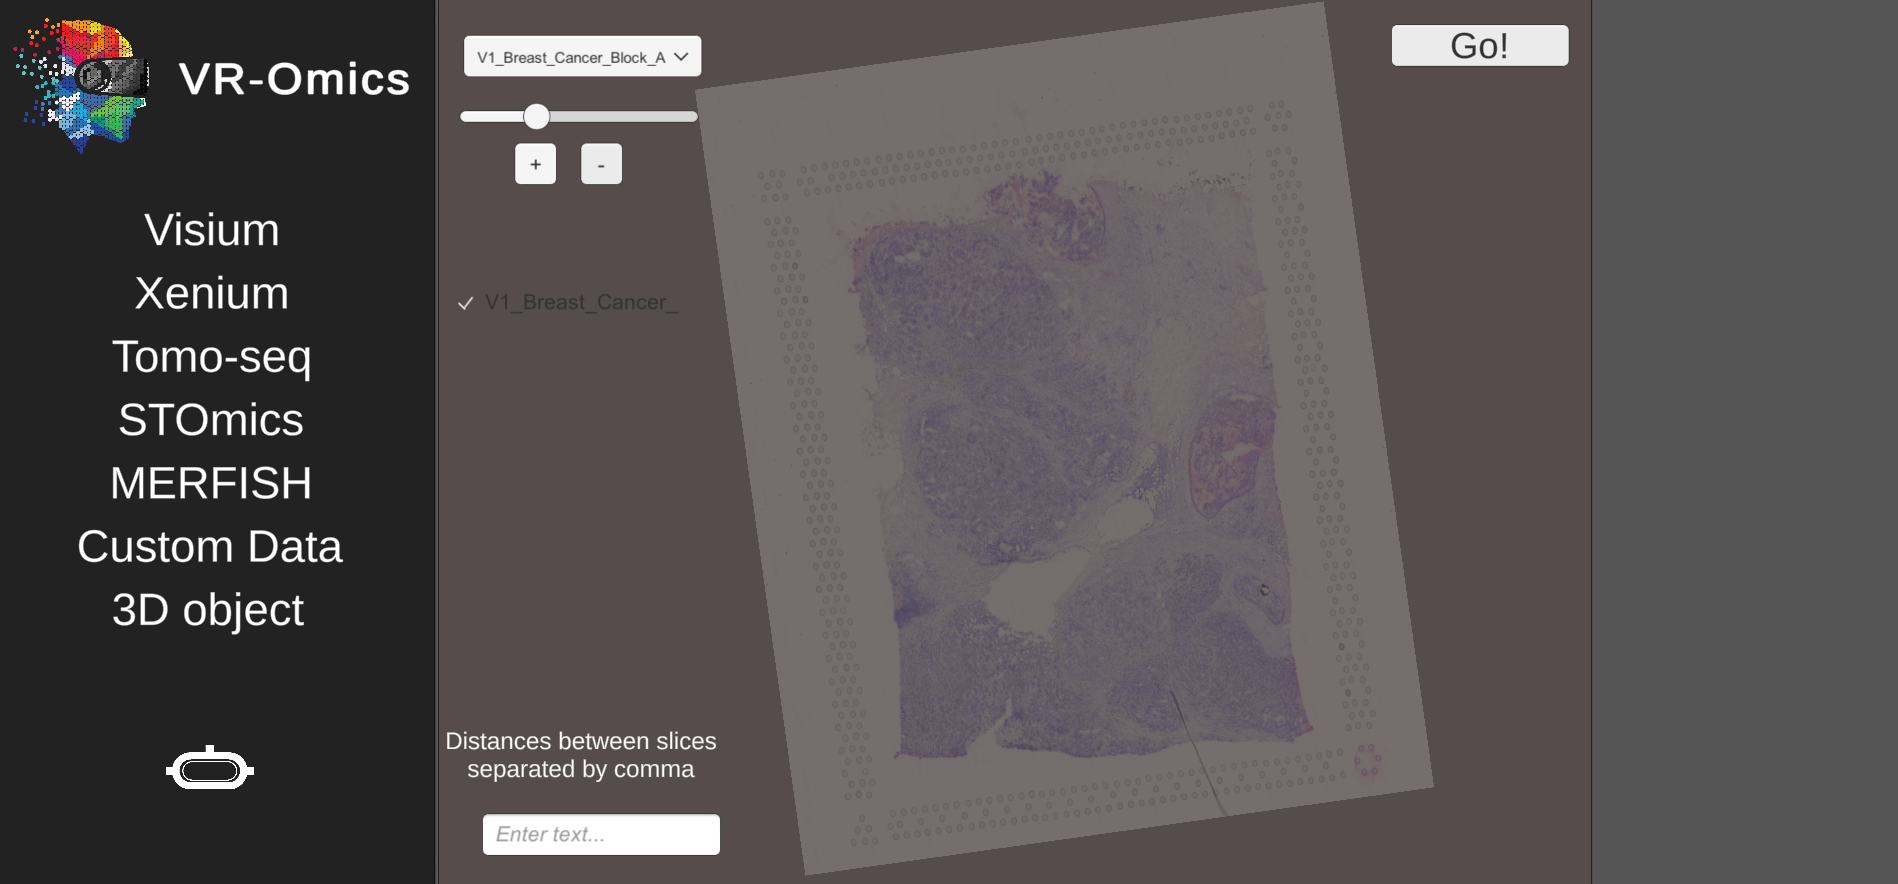 VR-Omics
Visium
Xenium
Tomo-seq
STOmics
MERFISH
Custom Data
3D object
V1_Breast_Cancer_Block_A
+ -
V1_Breast_Cancer_
Distances between slices
separated by comma
Enter text...
Go!